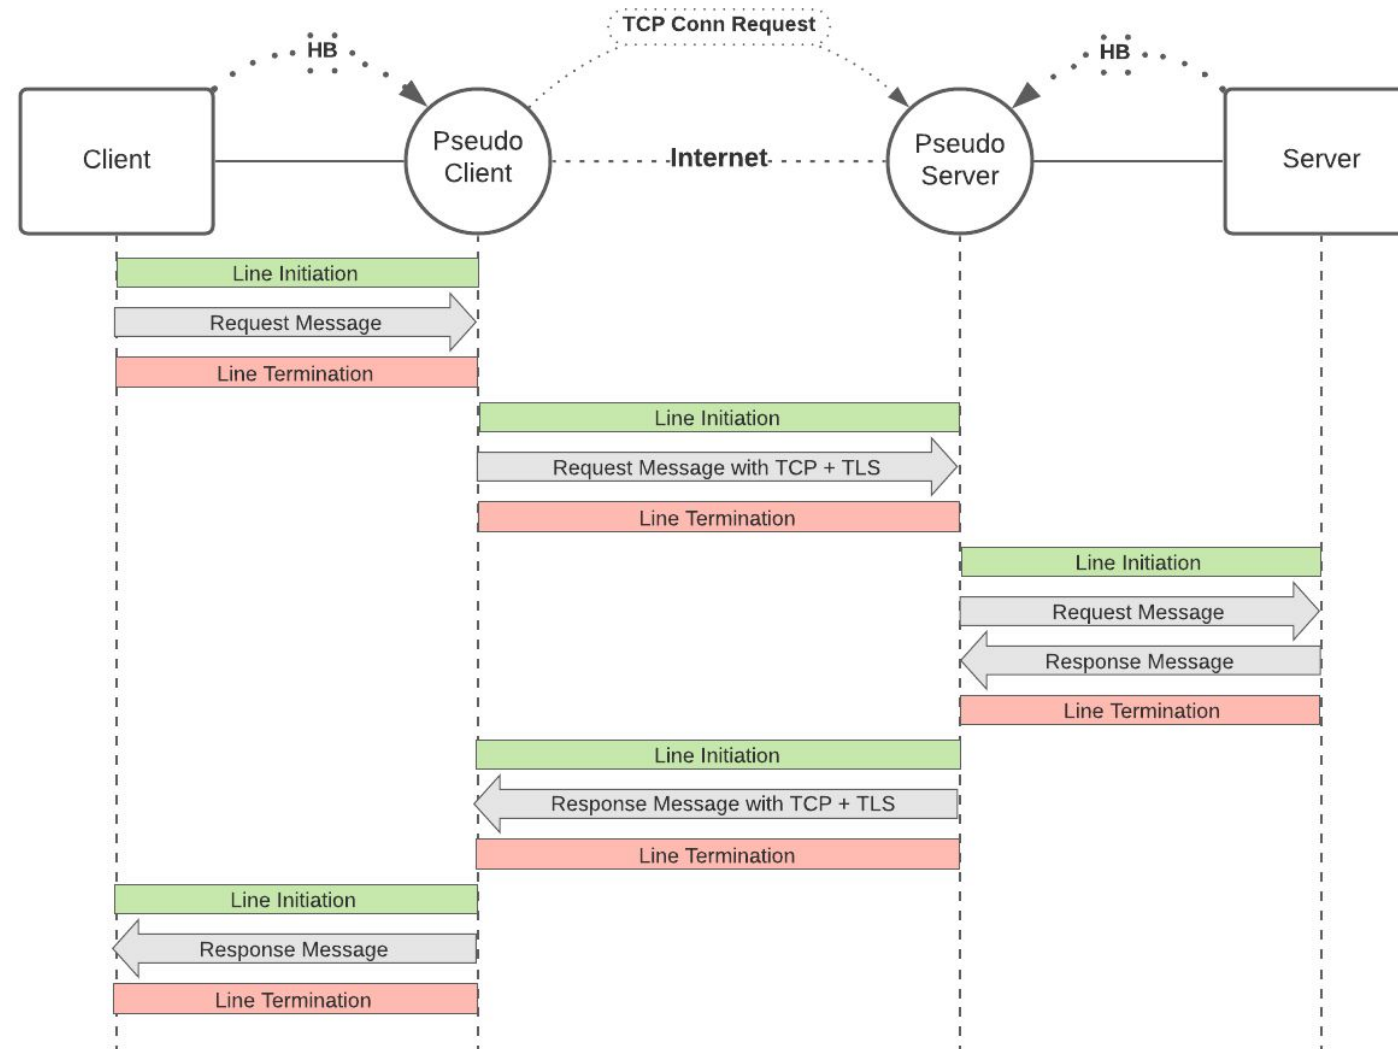 TCP Conn Request
HB
HB
Client
Pseudo
Client
Internet
Pseudo
Server
Server
Line Initiation
Request Message
Line Termination
Line Initiation
Request Message with TCP + TLS
Line Termination
Line Initiation
Request Message
Response Message
Line Termination
Line Initiation
Response Message with TCP + TLS
Line Termination
Line Initiation
Response Message
Line Termination